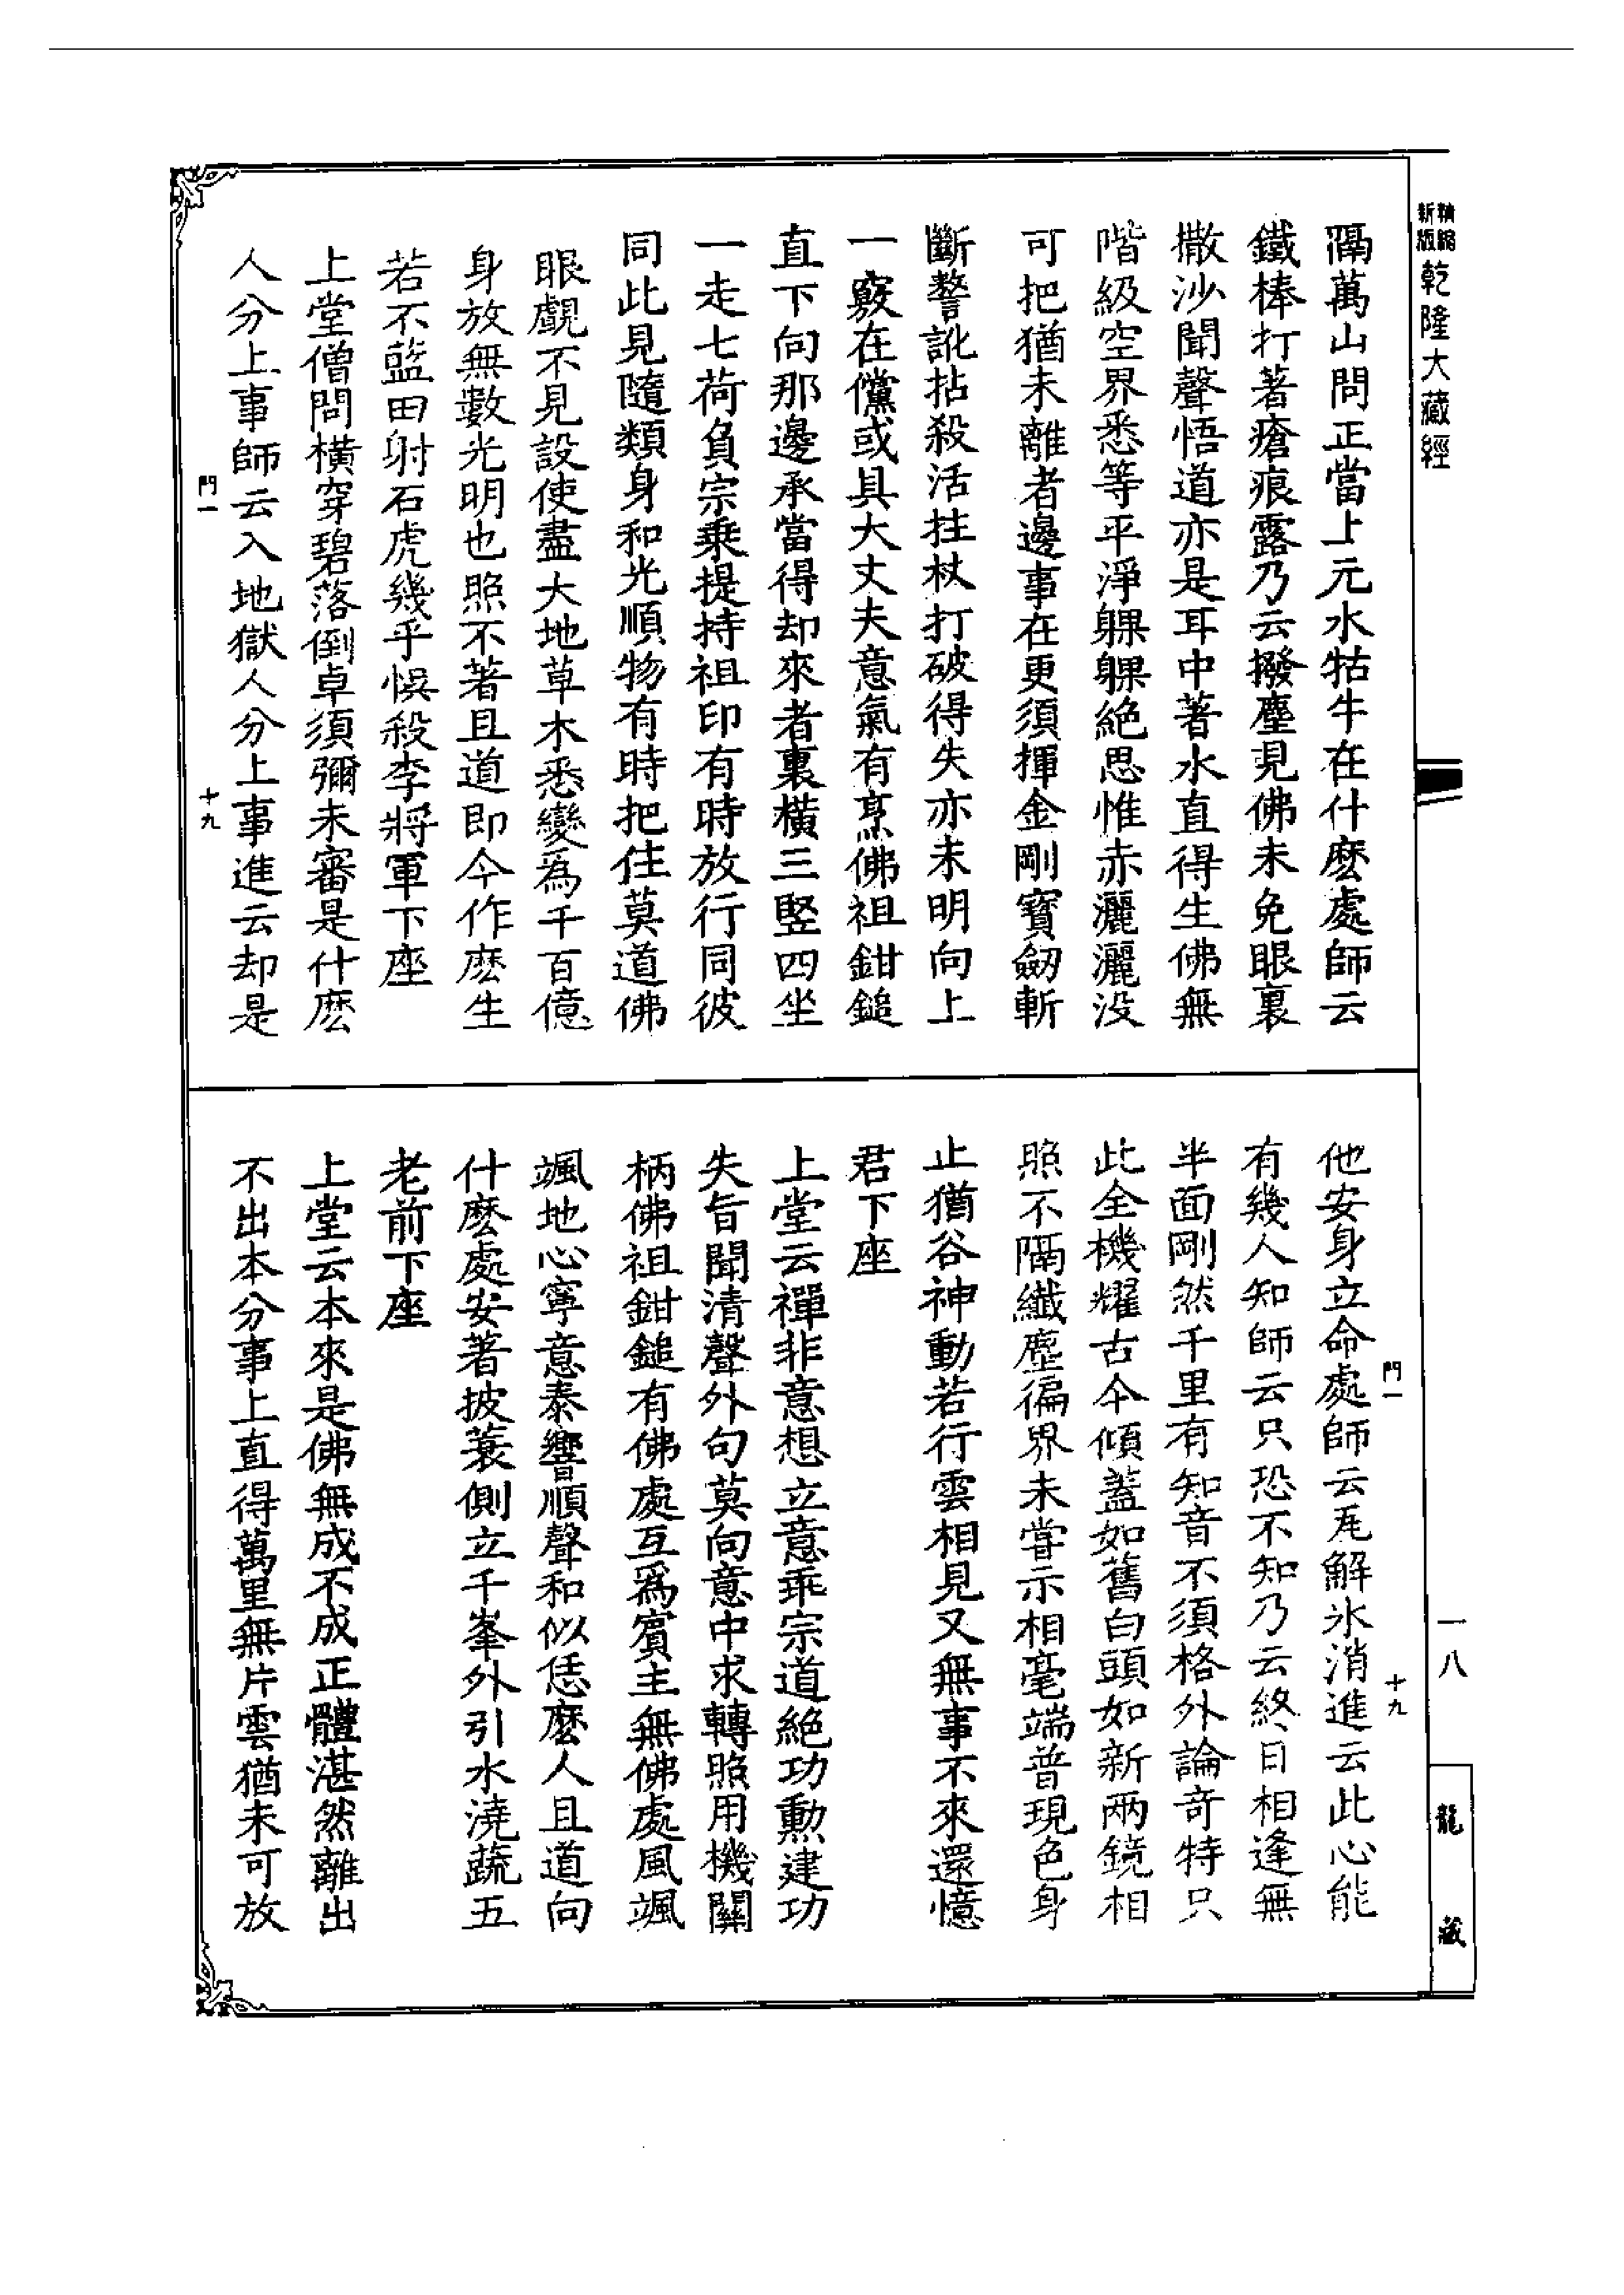 精縮
新版
乾隆大藏經
隔萬山問正當上元水牯牛在什麽處師云
鐵棒打著瘡痕露乃云撥塵見佛未免眼裏
撒沙聞聲悟道亦是耳中著水直得生佛無
階級空界悉等平淨躶躶絕思惟赤灑灑没
可把猶未離者邊事在更須揮金剛寶劒斬
斷謷訛拈殺活拄杖打破得失亦未明向上
一竅在儻或具大丈夫意氣有烹佛祖鉗鎚
直下向那邊承當得却來者裏橫三竪四坐
一走七荷負宗乘提持祖印有時放行同彼
同此見隨類身和光順物有時把住莫道佛
眼覷不見設使盡大地草木悉變爲千百億
身放無數光明也照不著且道即今作麽生
若不藍田射石虎幾乎悞殺李將軍下座
上堂僧問橫穿碧落倒卓須彌未審是什麽
人分上事師云入地獄人分上事進云却是
門一
十九
他安身立命處師云瓦解氷消進云此心能
有幾人知師云只恐不知乃云終日相逢無
半面剛然千里有知音不須格外論奇特只
此全機耀古今傾蓋如舊白頭如新兩鏡相
照不隔纖塵徧界未甞示相毫端普現色身
止猶谷神動若行雲相見又無事不來還憶
君下座
上堂云禪非意想立意乖宗道絕功勲建功
失旨聞清聲外句莫向意中求轉照用機關
柄佛祖鉗鎚有佛處互爲賓主無佛處風颯
颯地心寧意泰響順聲和似恁麽人且道向
什麽處安著披蓑側立千峯外引水澆蔬五
老前下座
上堂云本來是佛無成不成正體湛然離出
不出本分事上直得萬里無片雲猶未可放
門一
十九
一八
龍藏